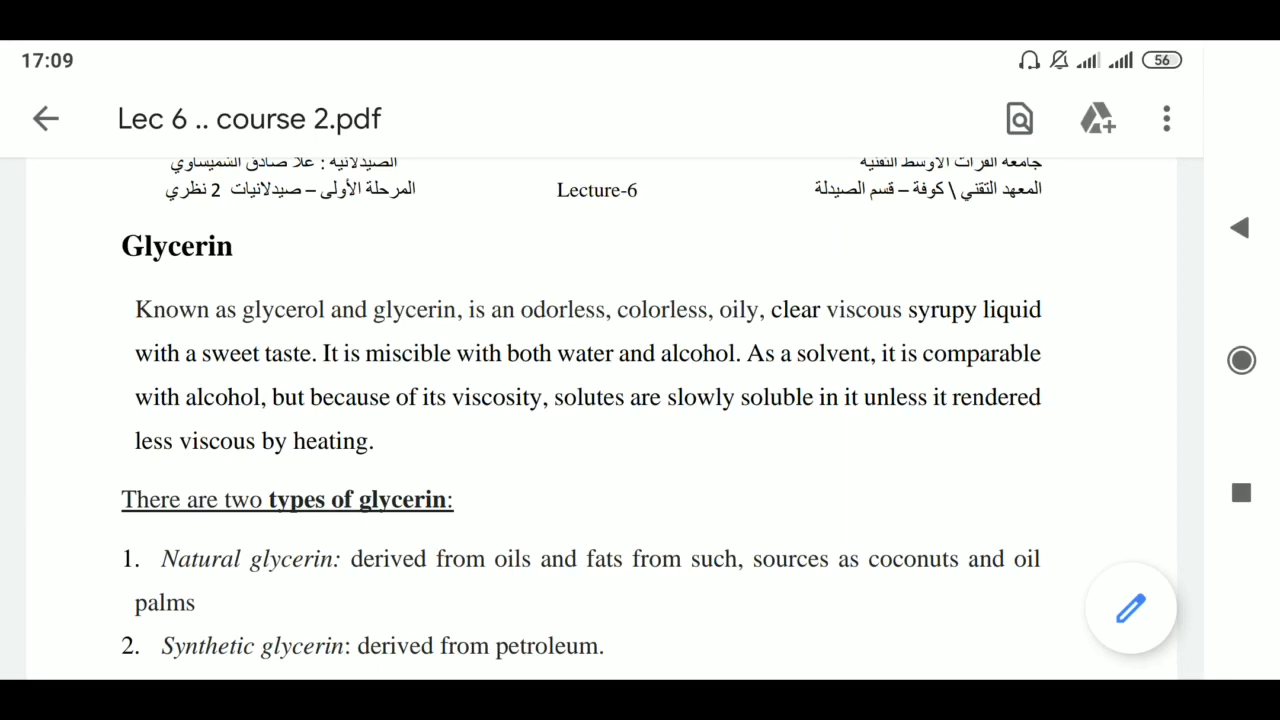 17:09
56
Lec 6 .. course 2.pdf
جامعة الفرات الاوسط التقنية
الصيدلانية : علا صادق الشميساوي
المعهد التقني \ كوفة – قسم الصيدلة
Lecture-6
المرحلة الأولى – صيدلانيات 2 نظري
Glycerin
Known as glycerol and glycerin, is an odorless, colorless, oily, clear viscous syrupy liquid
with a sweet taste. It is miscible with both water and alcohol. As a solvent, it is comparable
with alcohol, but because of its viscosity, solutes are slowly soluble in it unless it rendered
less viscous by heating.
There are two types of glycerin:
1. Natural glycerin: derived from oils and fats from such, sources as coconuts and oil
palms
2. Synthetic glycerin: derived from petroleum.